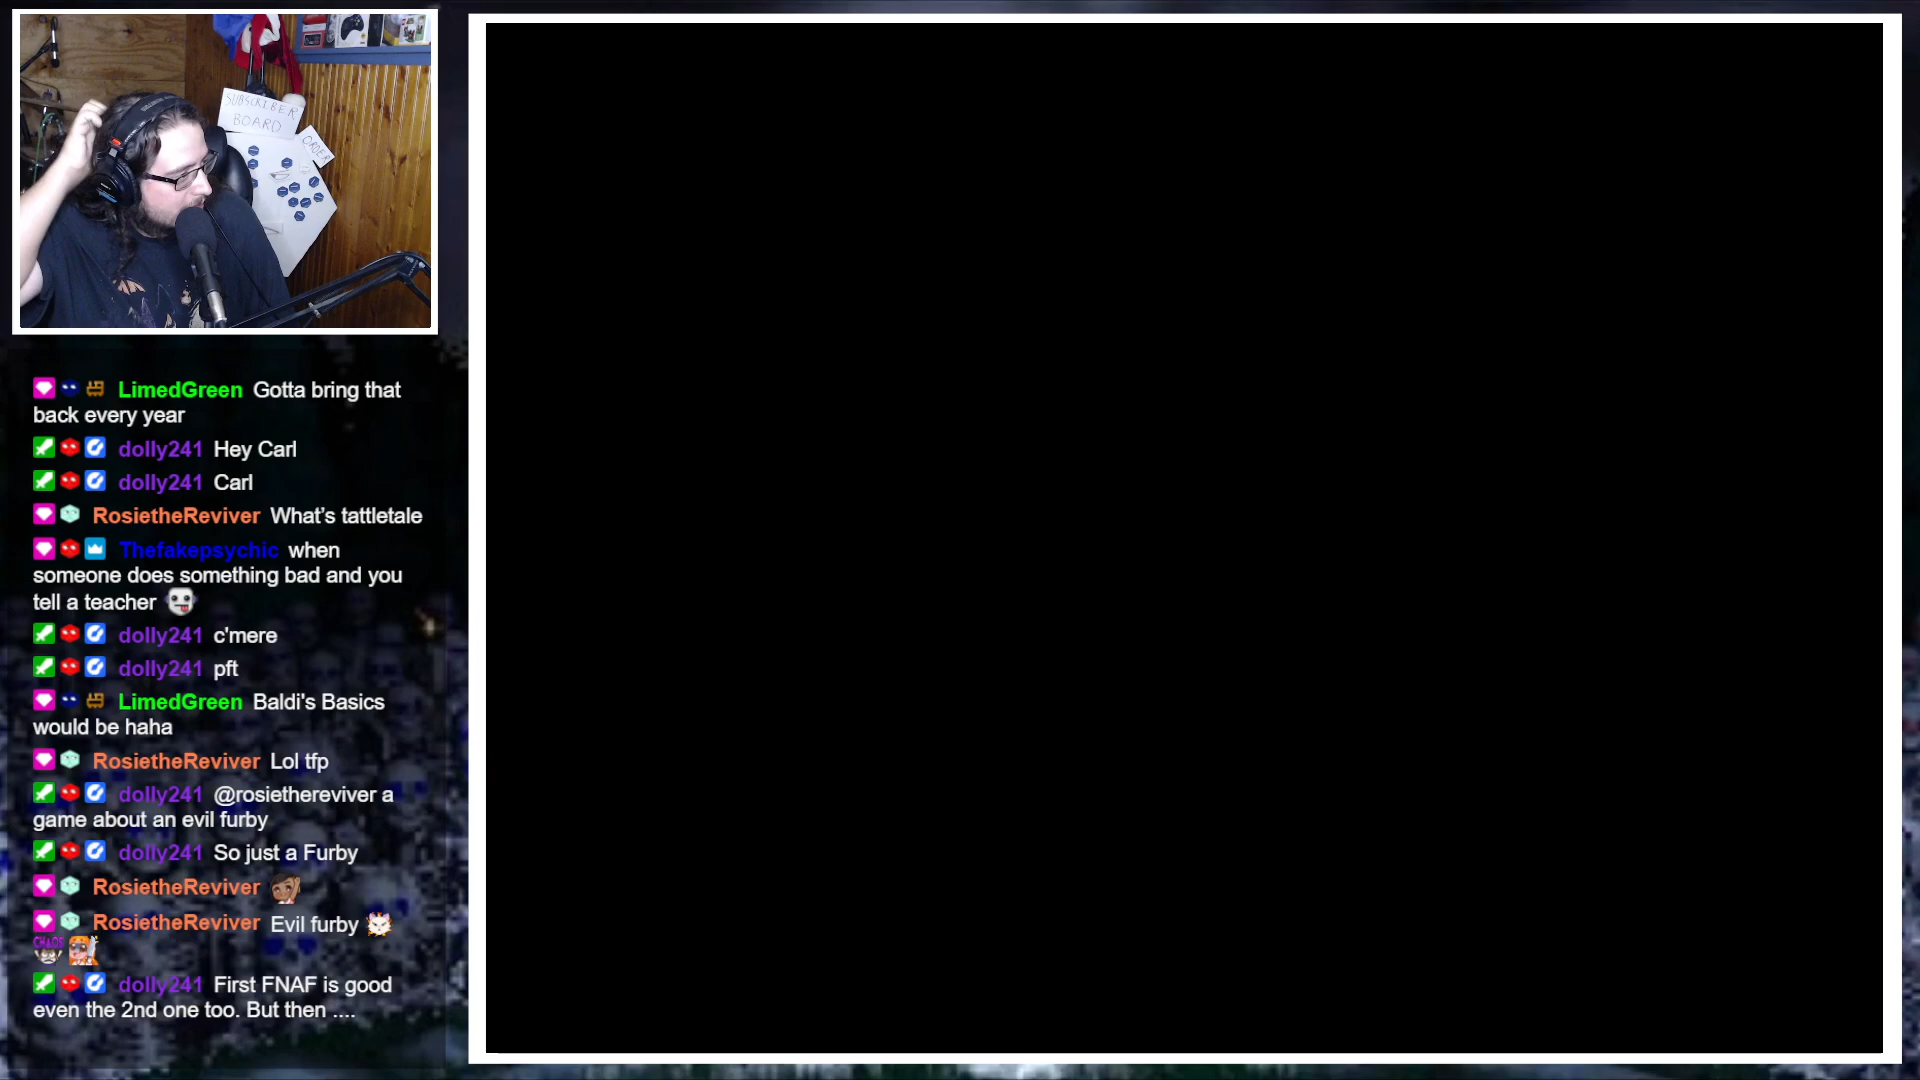 SUBSCRIBER
BOARD
ORDER
LimedGreen Gotta bring that
back every year
dolly241 Hey Carl
dolly241 Carl
RosietheReviver What's tattletale
Thefakepsychic when
someone does something bad and you
tell a teacher
dolly241 c'mere
dolly241 pft
LimedGreen Baldi's Basics
would be haha
RosietheReviver Lol tfp
dolly241 @rosiethereviver a
game about an evil furby
dolly241 So just a Furby
RosietheReviver
RosietheReviver Evil furby
CHAOS
dolly241 First FNAF is good
even the 2nd one too. But then ....